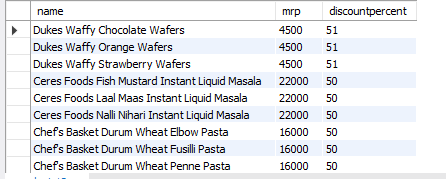 name mrp discountpercent
Dukes Waffy Chocolate Wafers 4500 51
Dukes Waffy Orange Wafers 4500 51
Dukes Waffy Strawberry Wafers 4500 51
Ceres Foods Fish Mustard Instant Liquid Masala 22000 50
Ceres Foods Laal Maas Instant Liquid Masala 22000 50
Ceres Foods Nalli Nihari Instant Liquid Masala 22000 50
Chef's Basket Durum Wheat Elbow Pasta 16000 50
Chef's Basket Durum Wheat Fusilli Pasta 16000 50
Chef's Basket Durum Wheat Penne Pasta 16000 50